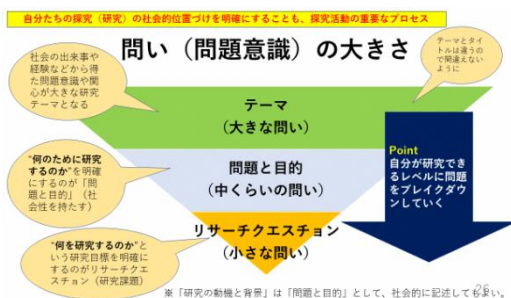 自分たちの探究（研究）の社会的位置づけを明確にすることも、探究活動の重要なプロセス
問い（問題意識）の大きさ
社会の出来事や
経験などから得
た問題意識や関
心が大きな研究
テーマとなる
テーマとタイ
トルは違うの
で間違えない
ように
テーマ
（大きな問い）
"何のために研究
するのか"を明確
にするのが「問
題と目的」（社
会性を持たす）
問題と目的
（中くらいの問い）
Point
自分が研究でき
るレベルに問題
をブレイクダウ
ンしていく
リサーチクエスチョン
（小さな問い）
"何を研究するのか"と
いう研究目標を明確に
するのがリサーチクエ
スチョン（研究課題）
※「研究の動機と背景」は「問題と目的」として、社会的に記述してもよい。
26